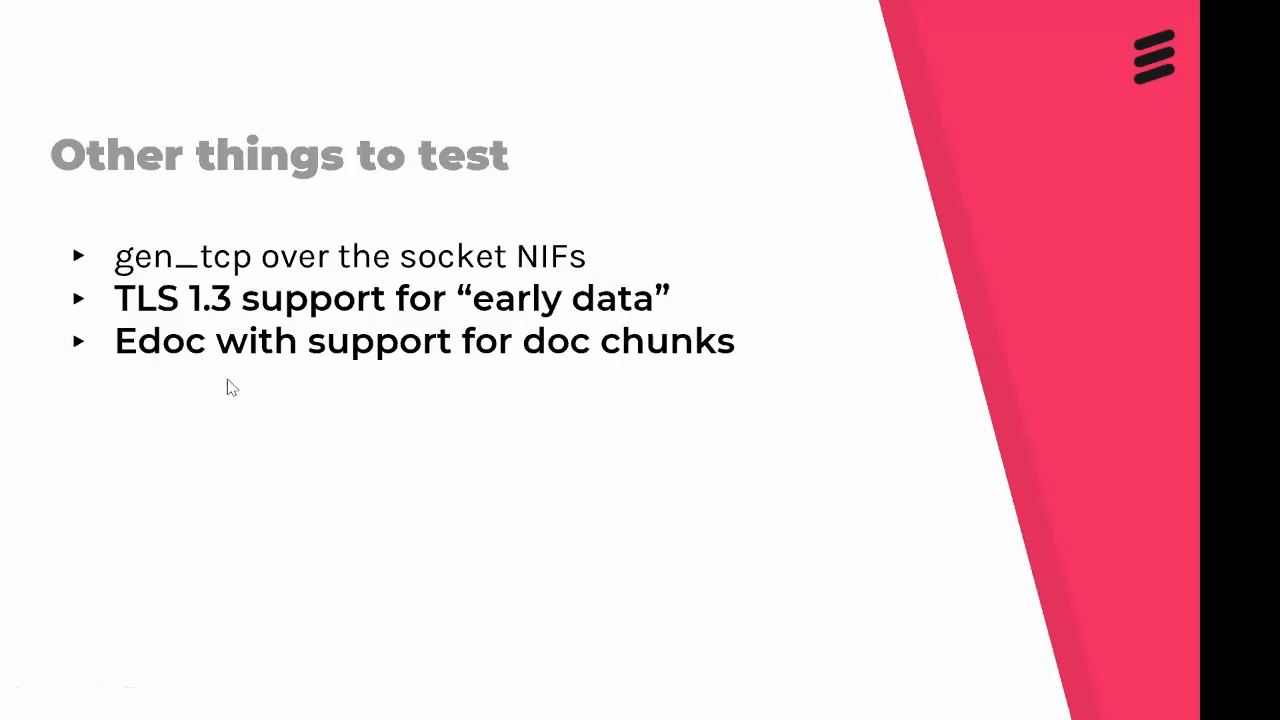 Other things to test
gen_tcp over the socket NIFs
TLS 1.3 support for “early data”
Edoc with support for doc chunks